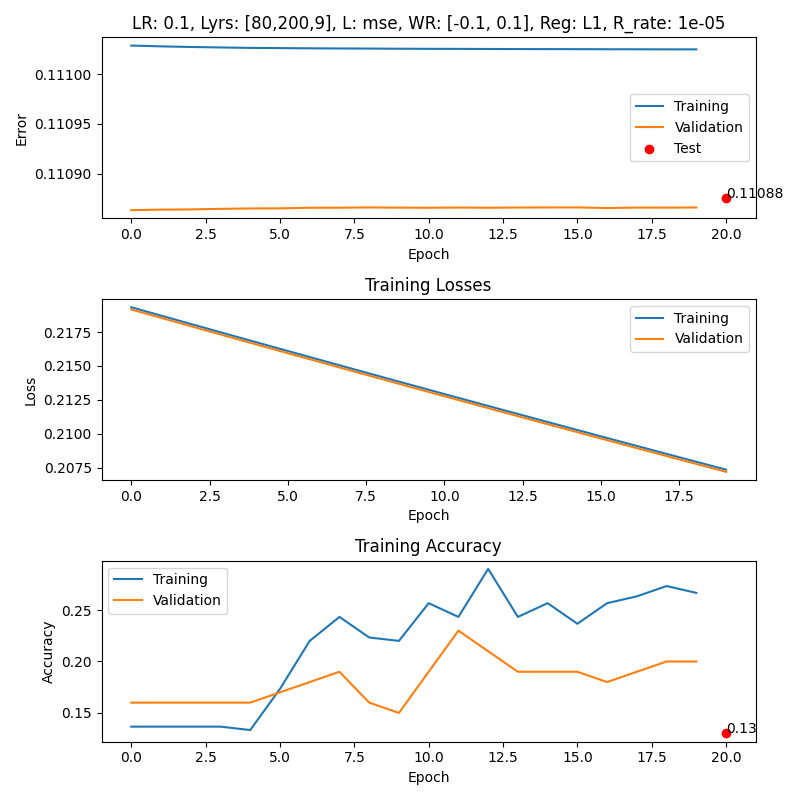 LR: 0.1, Lyrs: [80,200,9], L: mse, WR: [-0.1, 0.1], Reg: L1, R_rate: 1e-05
0.11100
0.11095
0.11090
Error
Training
Validation
Test
0.11088
0.0 2.5 5.0 7.5 10.0 12.5 15.0 17.5 20.0
Epoch
Training Losses
0.2175
0.2150
0.2125
0.2100
0.2075
Loss
Training
Validation
0.0 2.5 5.0 7.5 10.0 12.5 15.0 17.5
Epoch
Training Accuracy
Training
Validation
0.25
0.20
0.15
Accuracy
0.13
0.0 2.5 5.0 7.5 10.0 12.5 15.0 17.5 20.0
Epoch